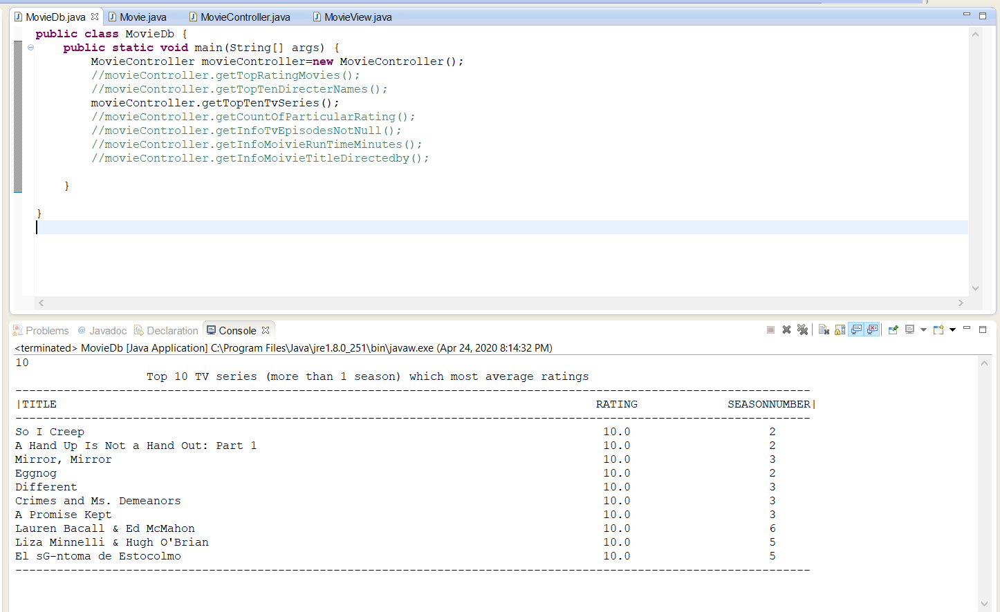 MovieDb.java Movie.java MovieController.java MovieView.java
public class MovieDb {
public static void main(String[] args) {
MovieController movieController=new MovieController();
//movieController.getTopRatingMovies();
//movieController.getTopTenDirecterNames();
movieController.getTopTenTvSeries();
//movieController.getCountOfParticularRating();
//movieController.getInfoTvEpisodesNotNull();
//movieController.getInfoMoivieRunTimeMinutes();
//movieController.getInfoMoivieTitleDirectedby();
}
}
Problems @ Javadoc Declaration Console
<terminated> MovieDb [Java Application] C:\Program Files\Java\jre1.8.0_251\bin\javaw.exe (Apr 24, 2020 8:14:32 PM)
10
Top 10 TV series (more than 1 season) which most average ratings
-------------------------------------------------------------------------------------------------------------------
|TITLE RATING SEASONNUMBER|
-------------------------------------------------------------------------------------------------------------------
So I Creep 10.0 2
A Hand Up Is Not a Hand Out: Part 1 10.0 2
Mirror, Mirror 10.0 3
Eggnog 10.0 2
Different 10.0 3
Crimes and Ms. Demeanors 10.0 3
A Promise Kept 10.0 3
Lauren Bacall & Ed McMahon 10.0 6
Liza Minnelli & Hugh O'Brian 10.0 5
El sG-ntoma de Estocolmo 10.0 5
-------------------------------------------------------------------------------------------------------------------